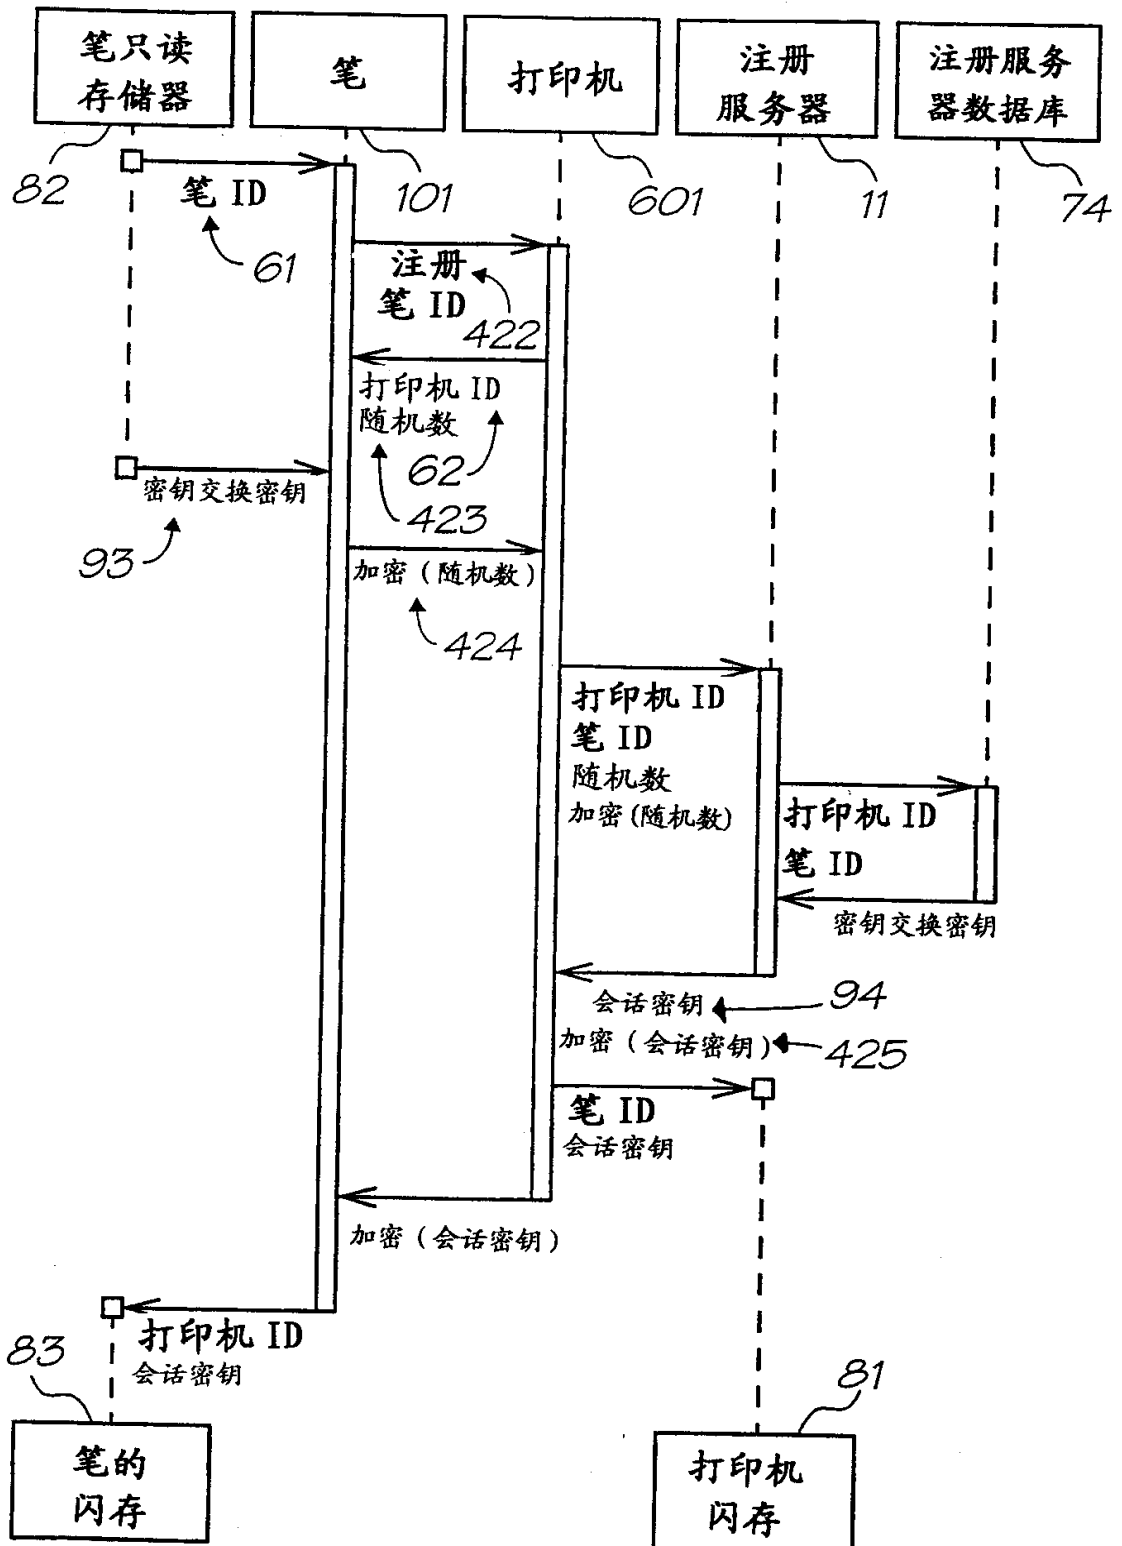 笔只读
存储器
笔
打印机
注册
服务器
注册服务
器数据库
82
101
601
11
74
笔 ID
61
注册
笔 ID
422
打印机 ID
随机数
62
423
密钥交换密钥
93
加密（随机数）
424
打印机 ID
笔 ID
随机数
加密(随机数)
打印机 ID
笔 ID
密钥交换密钥
会话密钥
94
加密（会话密钥）
425
笔 ID
会话密钥
加密（会话密钥）
打印机 ID
会话密钥
83
81
笔的
闪存
打印机
闪存